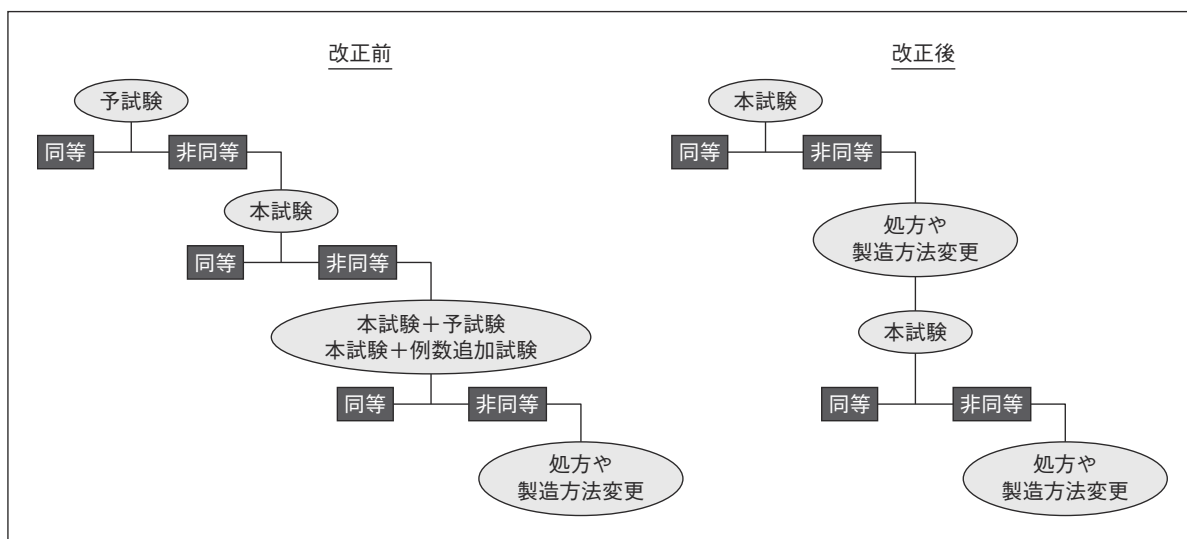 改正前
予試験
同等
非同等
本試験
同等
非同等
本試験＋予試験
本試験＋例数追加試験
同等
非同等
処方や
製造方法変更
改正後
本試験
同等
非同等
処方や
製造方法変更
本試験
同等
非同等
処方や
製造方法変更